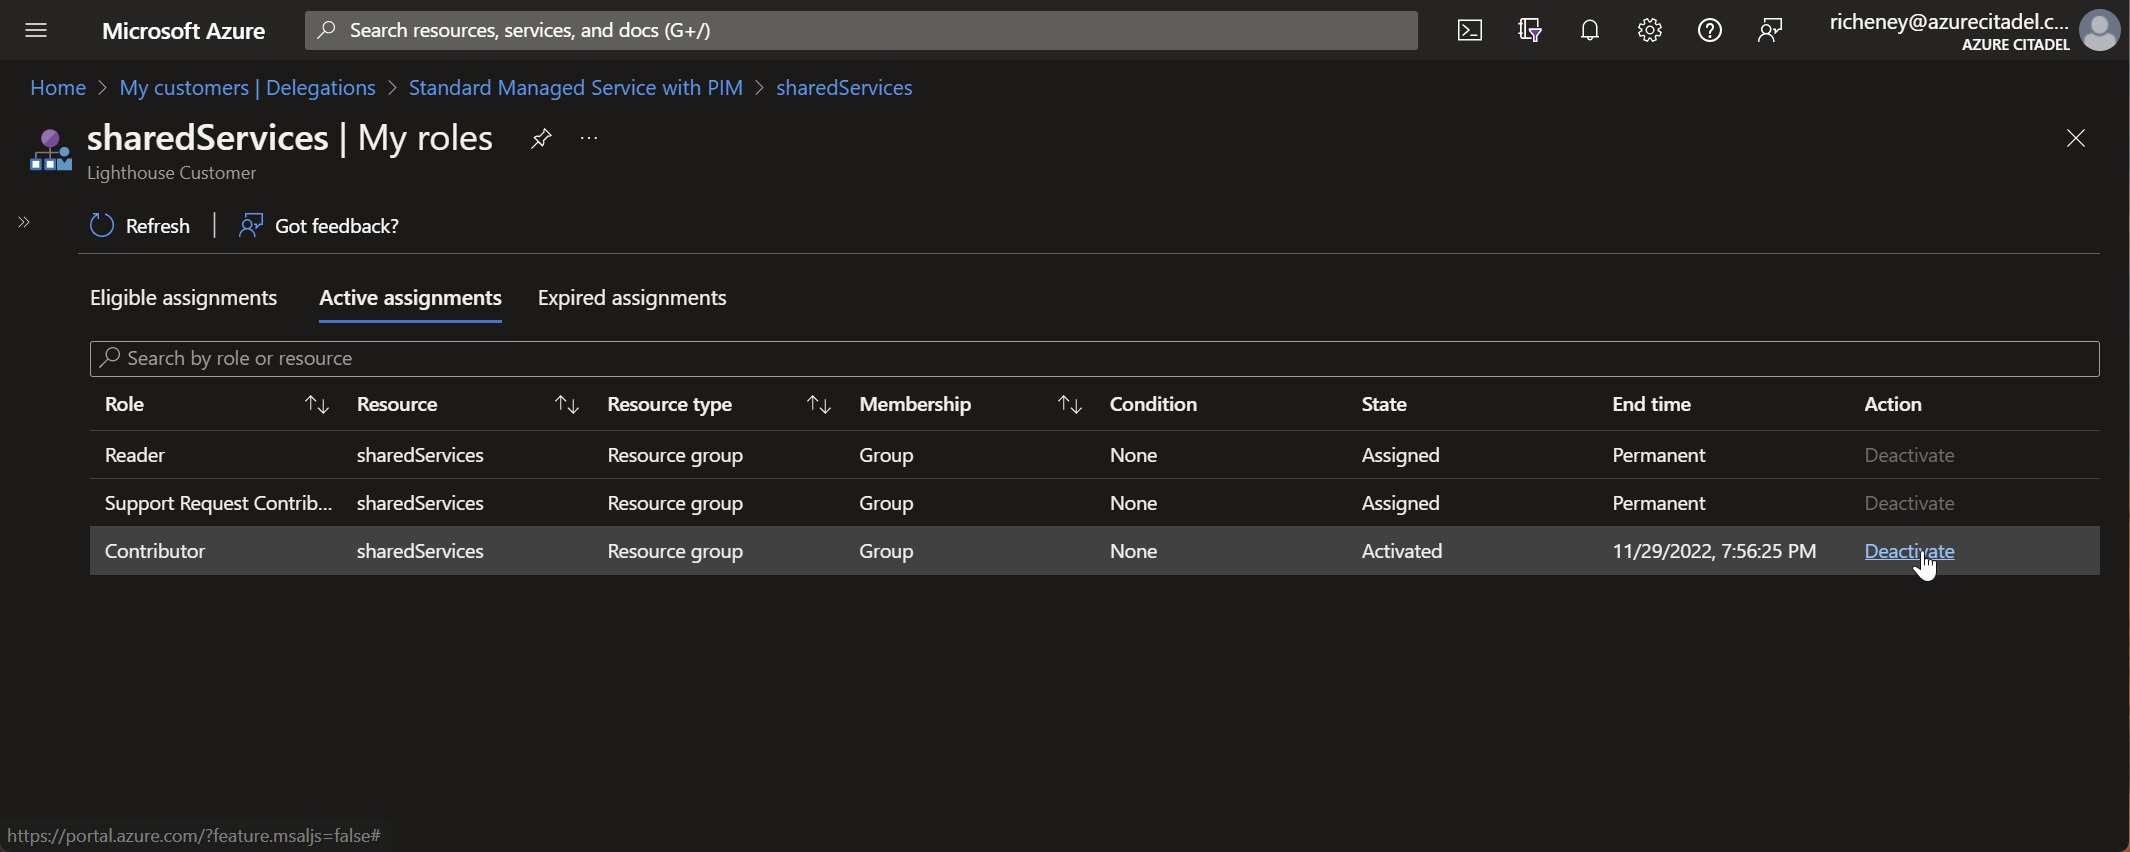 Microsoft Azure
Search resources, services, and docs (G+/)
richeney@azurecitadel.c...
AZURE CITADEL
Home > My customers | Delegations > Standard Managed Service with PIM > sharedServices
sharedServices | My roles
Lighthouse Customer
Refresh | Got feedback?
Eligible assignments Active assignments Expired assignments
Search by role or resource
Role Resource Resource type Membership Condition State End time Action
Reader sharedServices Resource group Group None Assigned Permanent Deactivate
Support Request Contrib... sharedServices Resource group Group None Assigned Permanent Deactivate
Contributor sharedServices Resource group Group None Activated 11/29/2022, 7:56:25 PM Deactivate
https://portal.azure.com/?feature.msaljs=false#